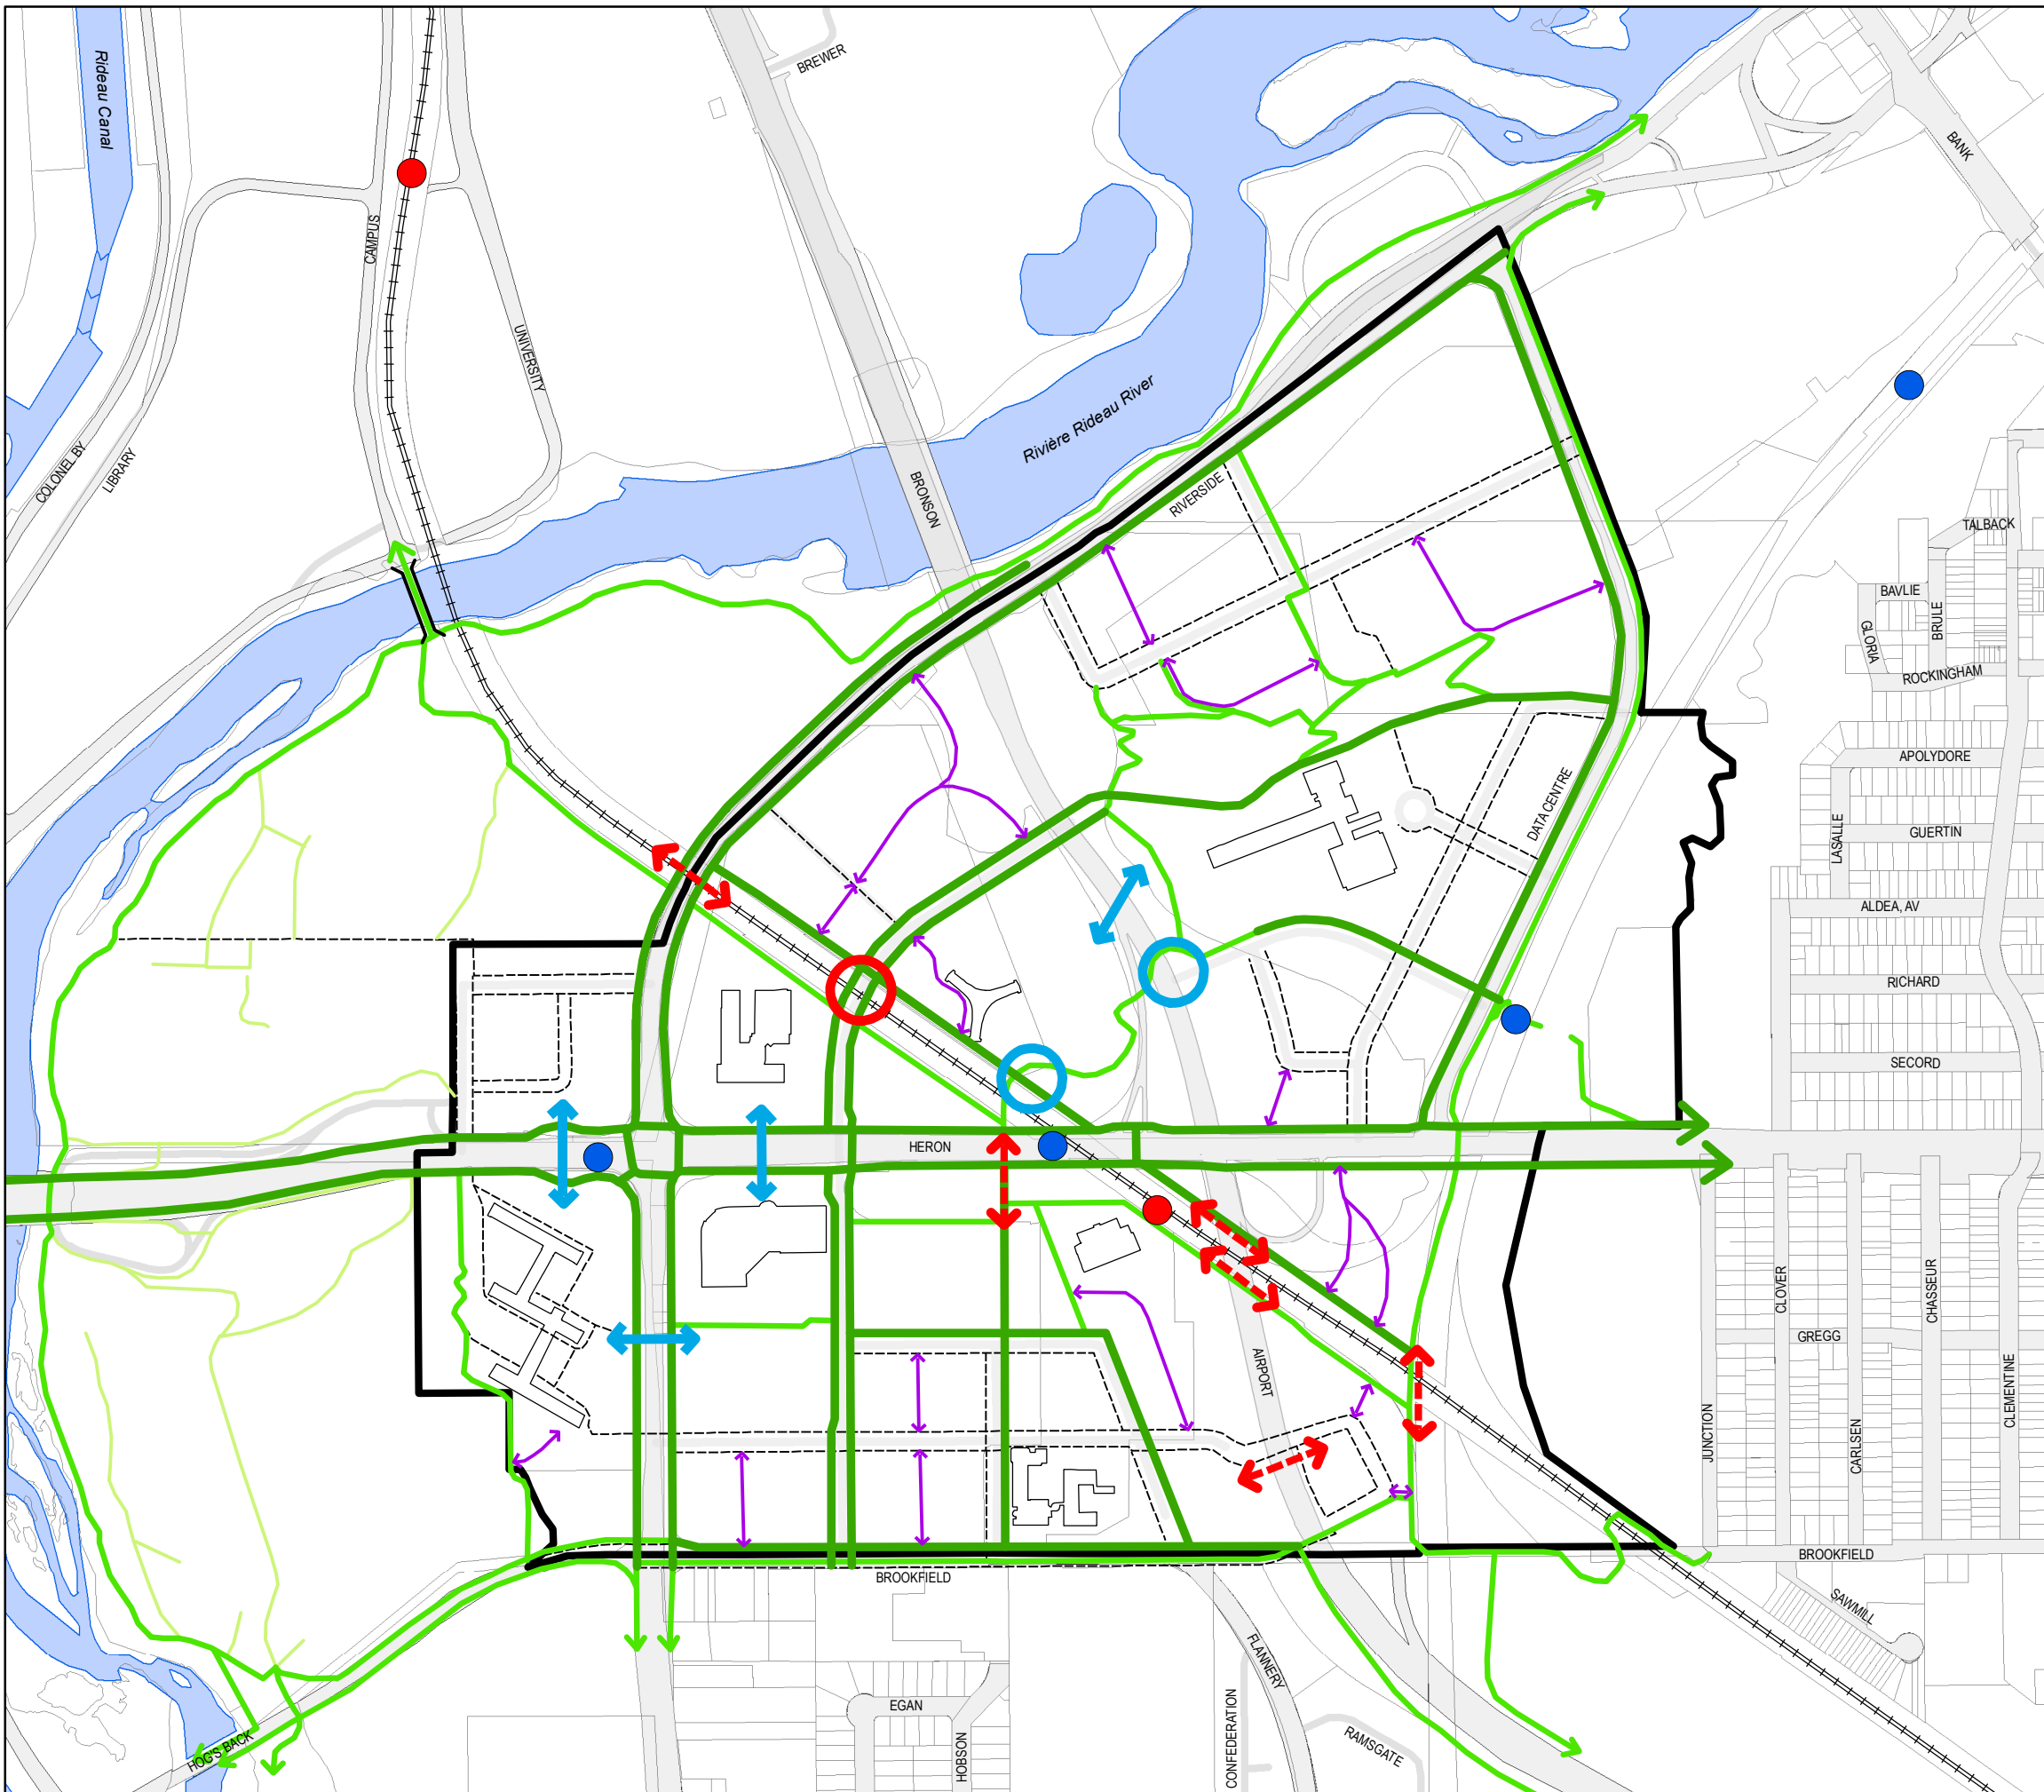 Rideau Canal
BREWER
BANK
CAMPUS
UNIVERSITY
Rivière Rideau River
COLONEL BY
LIBRARY
BRONSON
RIVERSIDE
TALBACK
BAVLIE
BRULE
GLORIA
ROCKINGHAM
APOLYDORE
DATA CENTRE
LASALLE
GUERTIN
ALDEA, AV
RICHARD
SECORD
HERON
CLOVER
CHASSEUR
GREGG
AIRPORT
CLEMENTINE
JUNCTION
CARLSEN
BROOKFIELD
BROOKFIELD
SAWMILL
FLANNERY
EGAN
HOBSON
CONFEDERATION
RAMSGATE
HOG'S BACK